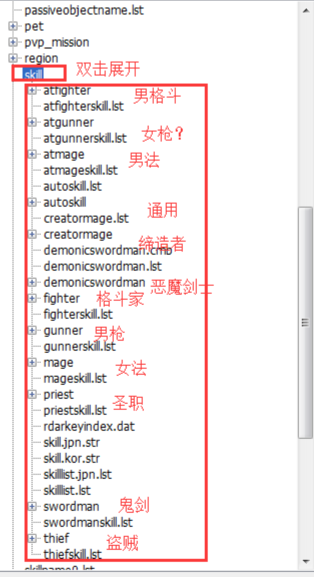 passiveobjectname.lst
pet
pvp_mission
region
skill 双击展开
atfighter 男格斗
atfighterskill.lst
atgunner
atgunnerskill.lst 女枪？
atmage 男法
atmageskill.lst
autoskill.lst
autoskill 通用
creatormage.lst
creatormage 缔造者
demonicswordman.cmb
demonicswordman.lst
demonicswordman 恶魔剑士
fighter 格斗家
fighterskill.lst
gunner 男枪
gunnerskill.lst
mage 女法
mageskill.lst
priest 圣职
priestskill.lst
rdarkeyindex.dat
skill.jpn.str
skill.kor.str
skilllist.jpn.lst
skilllist.lst
swordman 鬼剑
swordmanskill.lst
thief 盗贼
thiefskill.lst
skillname0.lst